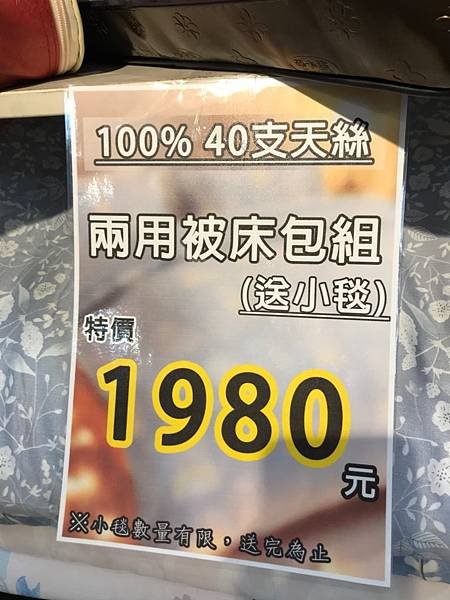 100% 40支天絲
兩用被床包組
(送小毯)
特價
1980
元
※小毯數量有限，送完為止